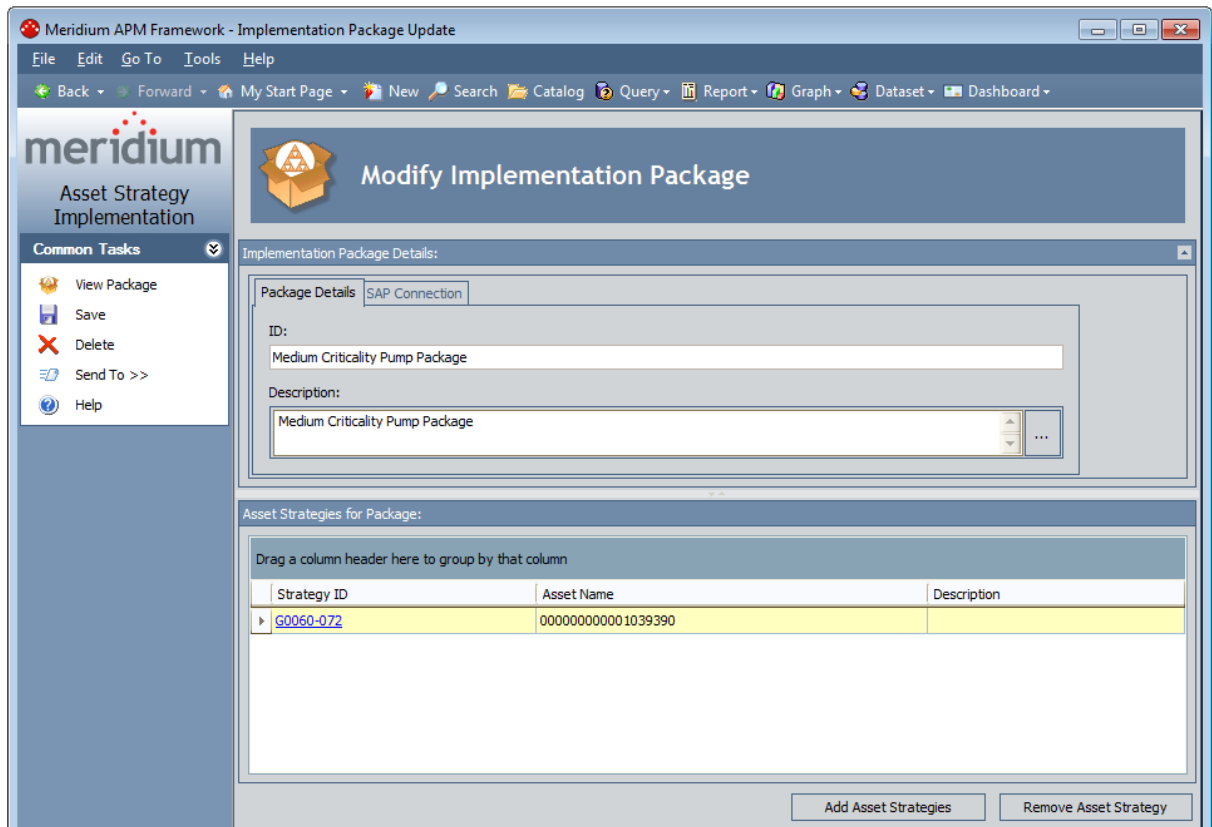 Meridium APM Framework - Implementation Package Update
File Edit Go To Tools Help
Back Forward My Start Page New Search Catalog Query Report Graph Dataset Dashboard
meridium
Asset Strategy
Implementation
Common Tasks
View Package
Save
Delete
Send To >>
Help
Modify Implementation Package
Implementation Package Details:
Package Details SAP Connection
ID:
Medium Criticality Pump Package
Description:
Medium Criticality Pump Package
...
Asset Strategies for Package:
Drag a column header here to group by that column
Strategy ID Asset Name Description
G0060-072 000000000001039390
Add Asset Strategies Remove Asset Strategy